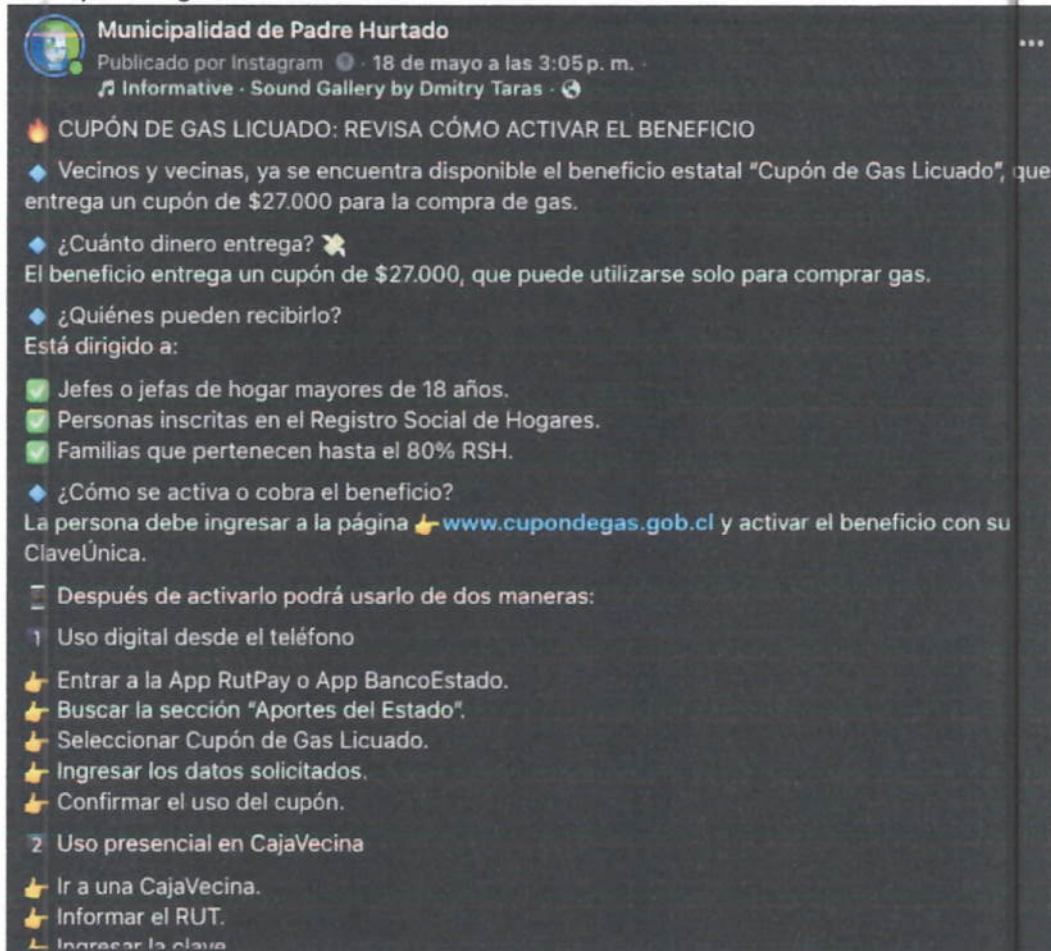 Municipalidad de Padre Hurtado
Publicado por Instagram · 18 de mayo a las 3:05 p. m. ·
Informative · Sound Gallery by Dmitry Taras ·
CUPÓN DE GAS LICUADO: REVISA CÓMO ACTIVAR EL BENEFICIO
Vecinos y vecinas, ya se encuentra disponible el beneficio estatal "Cupón de Gas Licuado", que
entrega un cupón de $27.000 para la compra de gas.
¿Cuánto dinero entrega?
El beneficio entrega un cupón de $27.000, que puede utilizarse solo para comprar gas.
¿Quiénes pueden recibirlo?
Está dirigido a:
Jefes o jefas de hogar mayores de 18 años.
Personas inscritas en el Registro Social de Hogares.
Familias que pertenecen hasta el 80% RSH.
¿Cómo se activa o cobra el beneficio?
La persona debe ingresar a la página 👉www.cupondegas.gob.cl y activar el beneficio con su
ClaveÚnica.
Después de activarlo podrá usarlo de dos maneras:
1 Uso digital desde el teléfono
Entrar a la App RutPay o App BancoEstado.
Buscar la sección "Aportes del Estado".
Seleccionar Cupón de Gas Licuado.
Ingresar los datos solicitados.
Confirmar el uso del cupón.
2 Uso presencial en CajaVecina
Ir a una CajaVecina.
Informar el RUT.
Ingresar la clave